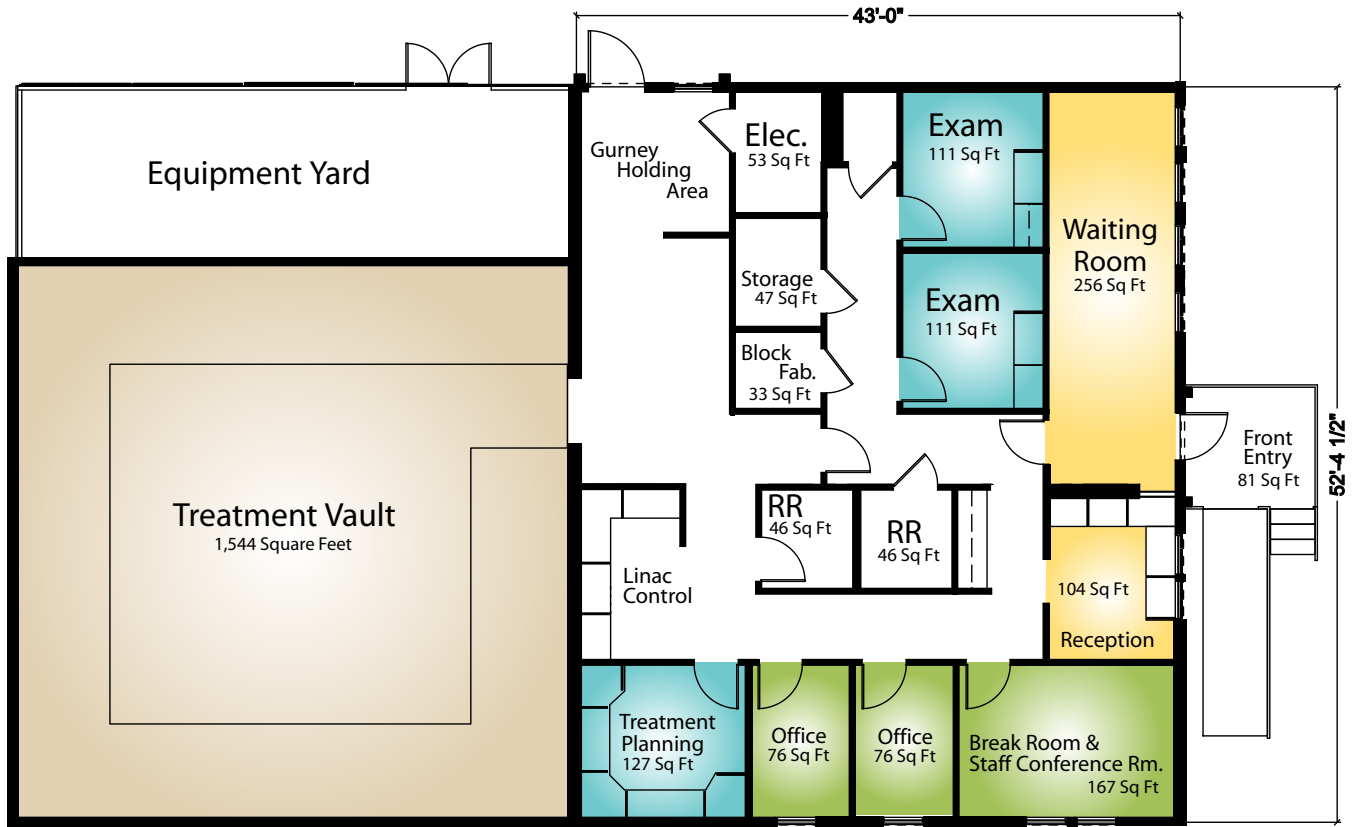 43'-0"
Equipment Yard
Gurney
Holding
Area
Elec.
53 Sq Ft
Exam
111 Sq Ft
Waiting
Room
256 Sq Ft
Storage
47 Sq Ft
Exam
111 Sq Ft
Block
Fab.
33 Sq Ft
Front
Entry
81 Sq Ft
52'-4 1/2"
Treatment Vault
1,544 Square Feet
RR
46 Sq Ft
RR
46 Sq Ft
Linac
Control
104 Sq Ft
Reception
Treatment
Planning
127 Sq Ft
Office
76 Sq Ft
Office
76 Sq Ft
Break Room &
Staff Conference Rm.
167 Sq Ft